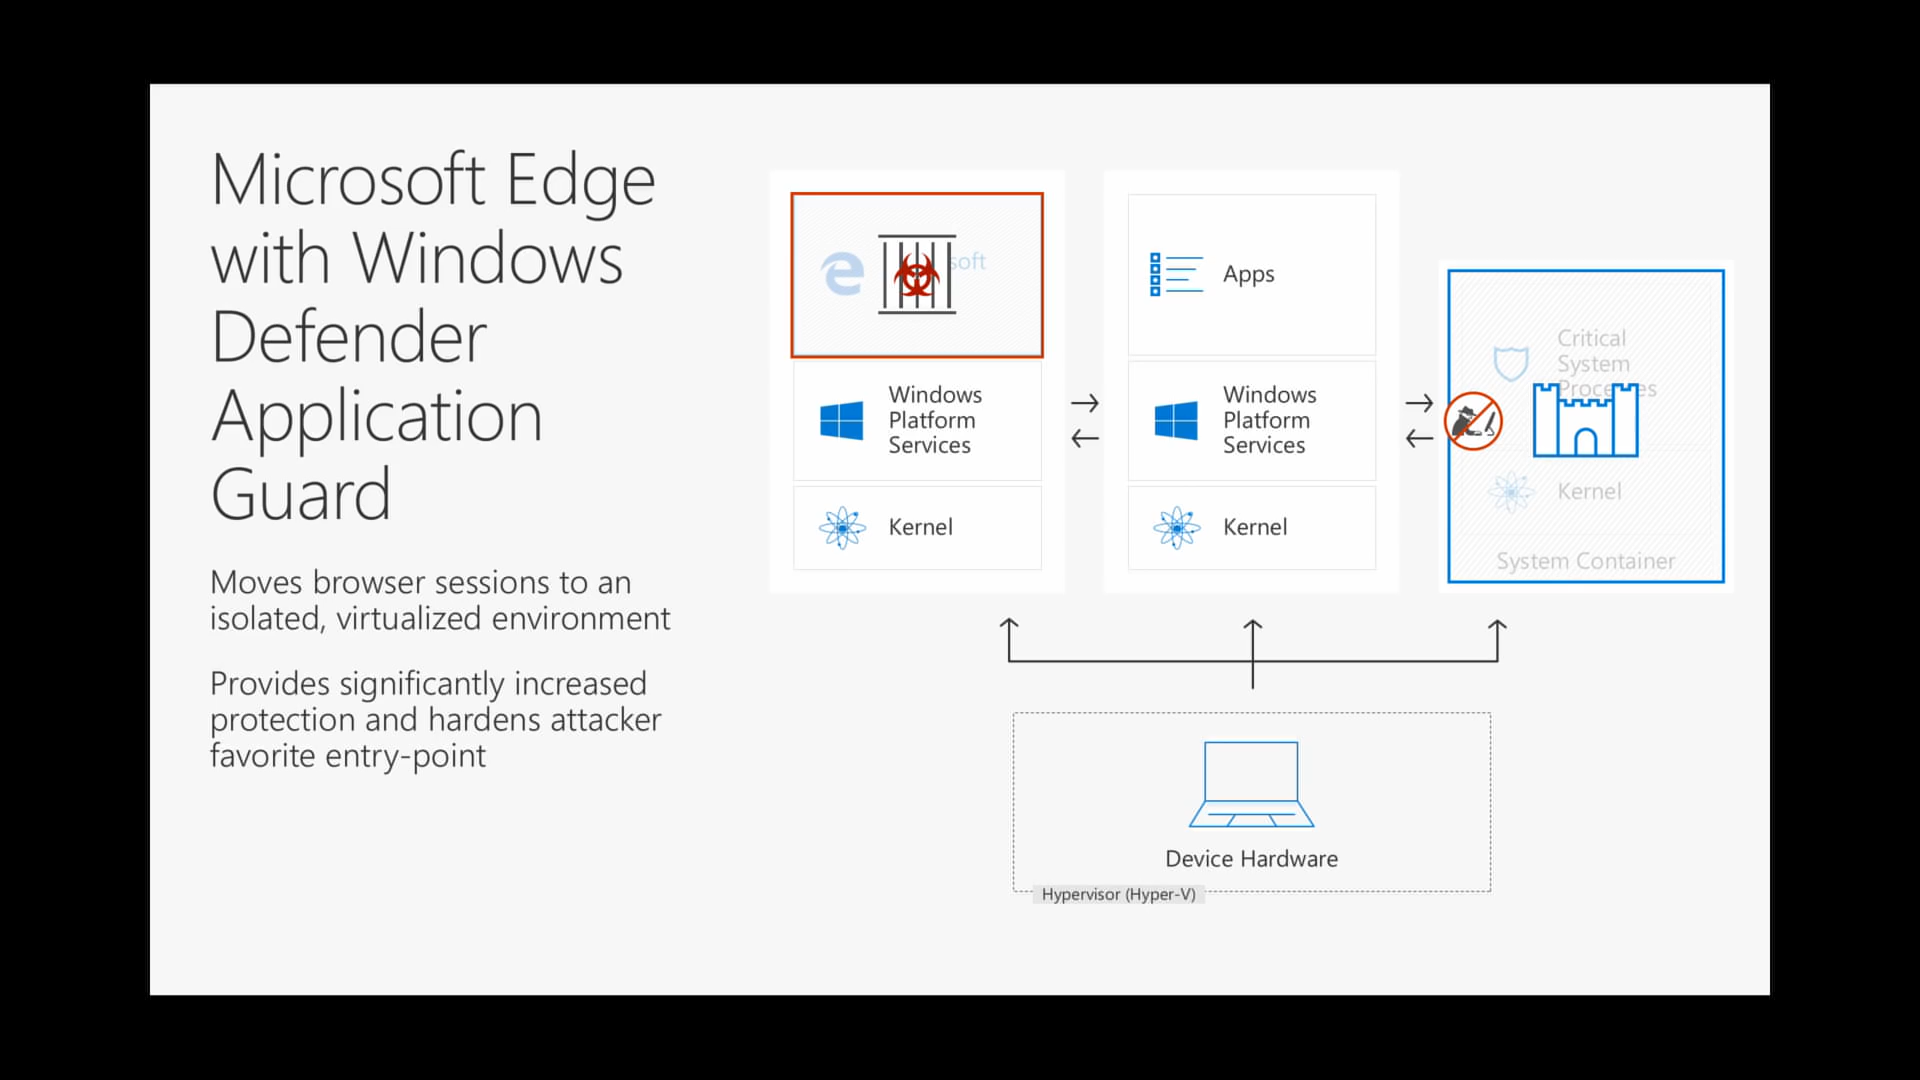 Microsoft Edge
with Windows
Defender
Application
Guard
Moves browser sessions to an
isolated, virtualized environment
Provides significantly increased
protection and hardens attacker
favorite entry-point
soft
Windows
Platform
Services
Kernel
Apps
Windows
Platform
Services
Kernel
Critical
System
Processes
Kernel
System Container
Device Hardware
Hypervisor (Hyper-V)